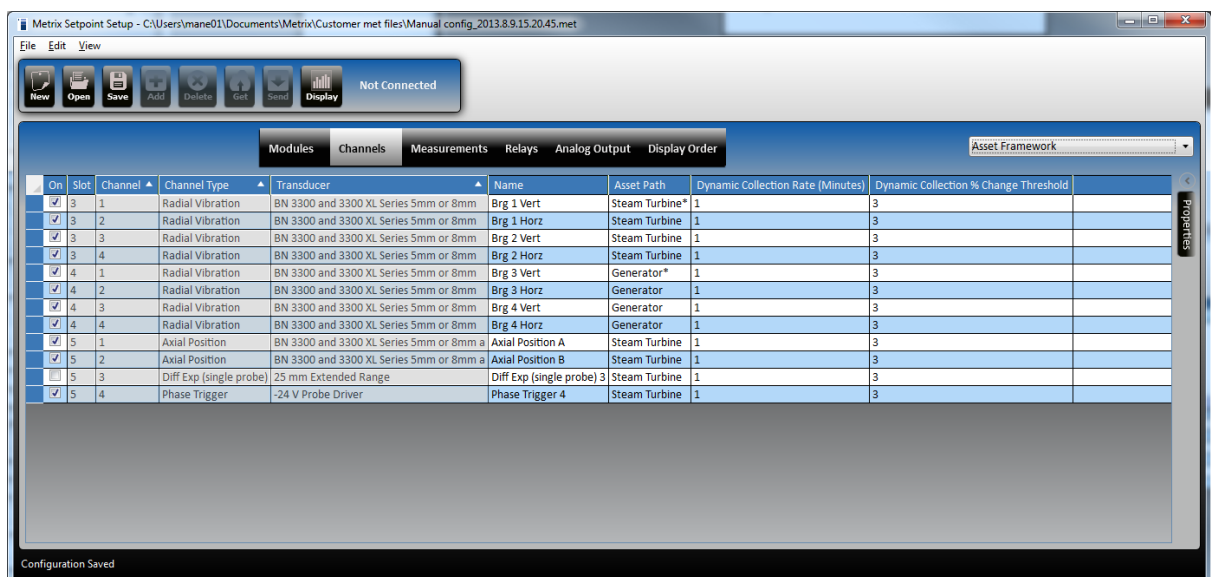 Metrix Setpoint Setup - C:\Users\mane01\Documents\Metrix\Customer met files\Manual config_2013.8.9.15.20.45.met
File Edit View
New Open Save Add Delete Get Send Display Not Connected
Modules Channels Measurements Relays Analog Output Display Order Asset Framework
On Slot Channel Channel Type Transducer Name Asset Path Dynamic Collection Rate (Minutes) Dynamic Collection % Change Threshold
3 1 Radial Vibration BN 3300 and 3300 XL Series 5mm or 8mm Brg 1 Vert Steam Turbine* 1 3
3 2 Radial Vibration BN 3300 and 3300 XL Series 5mm or 8mm Brg 1 Horz Steam Turbine 1 3
3 3 Radial Vibration BN 3300 and 3300 XL Series 5mm or 8mm Brg 2 Vert Steam Turbine 1 3
3 4 Radial Vibration BN 3300 and 3300 XL Series 5mm or 8mm Brg 2 Horz Steam Turbine 1 3
4 1 Radial Vibration BN 3300 and 3300 XL Series 5mm or 8mm Brg 3 Vert Generator* 1 3
4 2 Radial Vibration BN 3300 and 3300 XL Series 5mm or 8mm Brg 3 Horz Generator 1 3
4 3 Radial Vibration BN 3300 and 3300 XL Series 5mm or 8mm Brg 4 Vert Generator 1 3
4 4 Radial Vibration BN 3300 and 3300 XL Series 5mm or 8mm Brg 4 Horz Generator 1 3
5 1 Axial Position BN 3300 and 3300 XL Series 5mm or 8mm a Axial Position A Steam Turbine 1 3
5 2 Axial Position BN 3300 and 3300 XL Series 5mm or 8mm a Axial Position B Steam Turbine 1 3
5 3 Diff Exp (single probe) 25 mm Extended Range Diff Exp (single probe) 3 Steam Turbine 1 3
5 4 Phase Trigger -24 V Probe Driver Phase Trigger 4 Steam Turbine 1 3
Properties
Configuration Saved